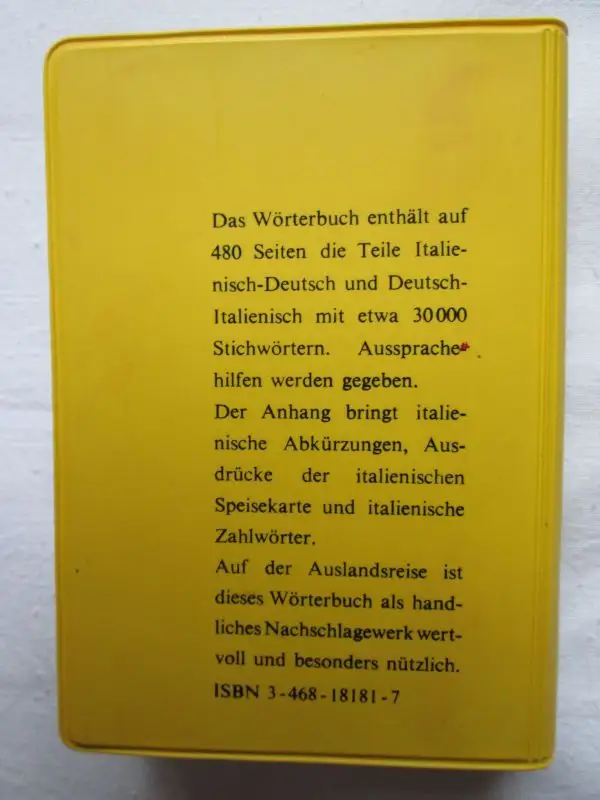 Das Wörterbuch enthält auf
480 Seiten die Teile Italie-
nisch-Deutsch und Deutsch-
Italienisch mit etwa 30 000
Stichwörtern. Aussprache-
hilfen werden gegeben.
Der Anhang bringt italie-
nische Abkürzungen, Aus-
drücke der italienischen
Speisekarte und italienische
Zahlwörter.
Auf der Auslandsreise ist
dieses Wörterbuch als hand-
liches Nachschlagewerk wert-
voll und besonders nützlich.
ISBN 3-468-18181-7